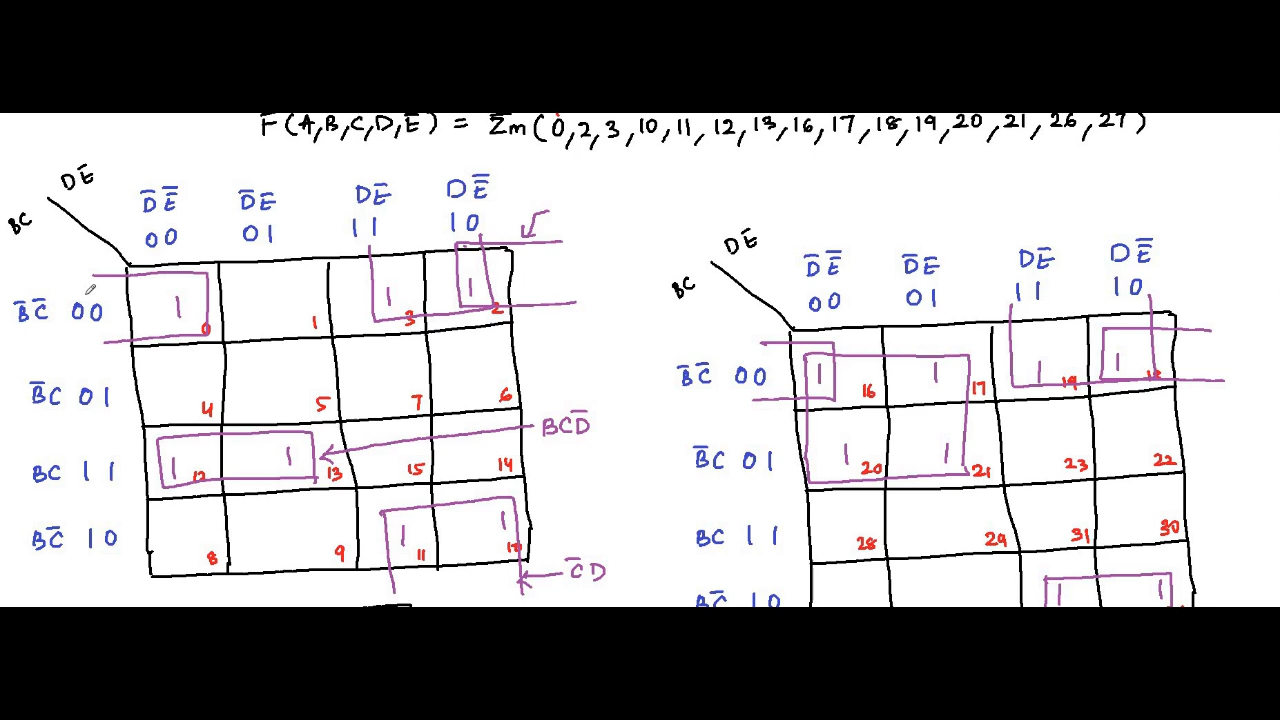 F(A,B,C,D,E) = Σm(0,2,3,10,11,12,13,16,17,18,19,20,21,26,27)
DE
BC
D̅E̅ D̅E DE DE̅
00 01 11 10
B̅C̅ 00 1 0 1 1 3 1 2
B̅C 01 4 5 7 6
BC 11 1 12 1 13 15 14
BC̅ 10 8 9 1 11 1 10
BCD̅
C̅D
DE
BC
D̅E̅ D̅E DE DE̅
00 01 11 10
B̅C̅ 00 1 16 1 17 1 19 1 18
B̅C 01 1 20 1 21 23 22
BC 11 28 29 31 30
BC̅ 10 1 1